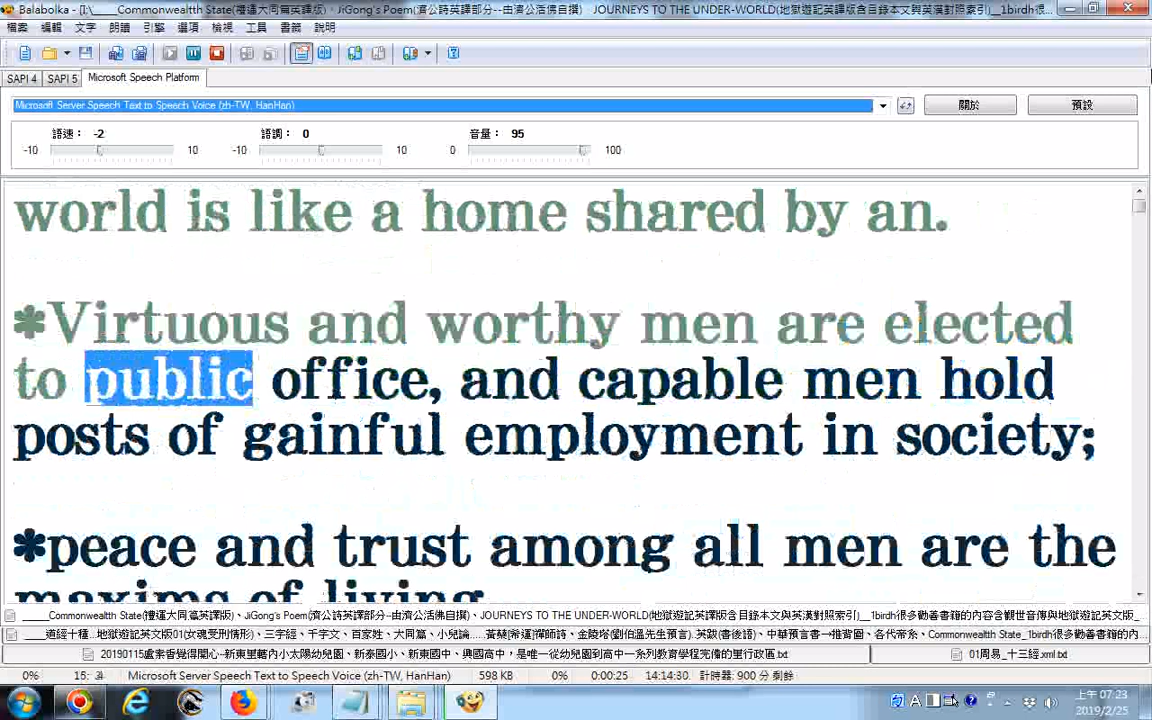 Balabolka - [I:\_____Commonwealth State(禮運大同篇英譯版)、JiGong's Poem(濟公詩英譯部分--由濟公活佛自撰) 、JOURNEYS TO THE UNDER-WORLD(地獄遊記英譯版含目錄本文與英漢對照索引)__1birdh很...
檔案 編輯 文字 朗讀 引擎 選項 檢視 工具 書籤 說明
SAPI 4 SAPI 5 Microsoft Speech Platform
Microsoft Server Speech Text to Speech Voice (zh-TW, HanHan)
關於 預設
語速： -2 語調： 0 音量： 95
-10 10 -10 10 0 100
world is like a home shared by an.
*Virtuous and worthy men are elected
to public office, and capable men hold
posts of gainful employment in society;
*peace and trust among all men are the
maxims of living
_____Commonwealth State(禮運大同篇英譯版)、JiGong's Poem(濟公詩英譯部分--由濟公活佛自撰)、JOURNEYS TO THE UNDER-WORLD(地獄遊記英譯版含目錄本文與英漢對照索引)__1birdh很多勸善書籍的內容含觀世音傳與地獄遊記英文版...
____道經十種...地獄遊記英文版01(女魂受刑情形)、三字經、千字文、百家姓、大同篇、小兒論.....黃蘗[希運]禪師詩、金陵塔(劉伯溫先生預言). 英跋(書後語)、中華預言書一推背圖、各代帝系、Commonwealth State_1birdh很多勸善書籍的內...
20190115盧案皆覺得開心--新東里轄內小太陽幼兒園、新泰國小、新東國中、興國高中，是唯一從幼兒園到高中一系列教育學程完備的里行政區.txt
01周易_十三經.xml.txt
0% 15: Microsoft Server Speech Text to Speech Voice (zh-TW, HanHan) 598 KB 0% 0:00:25 14:14:30. 計時器: 900 分 剩餘
上午 07:23
2019/2/25